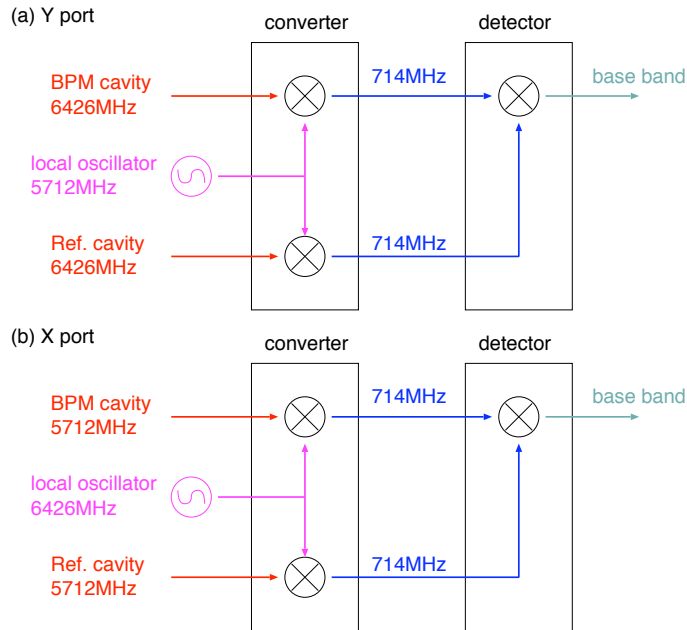 (a) Y port
converter
detector
BPM cavity
6426MHz
714MHz
base band
local oscillator
5712MHz
Ref. cavity
6426MHz
714MHz
(b) X port
converter
detector
BPM cavity
5712MHz
714MHz
base band
local oscillator
6426MHz
Ref. cavity
5712MHz
714MHz